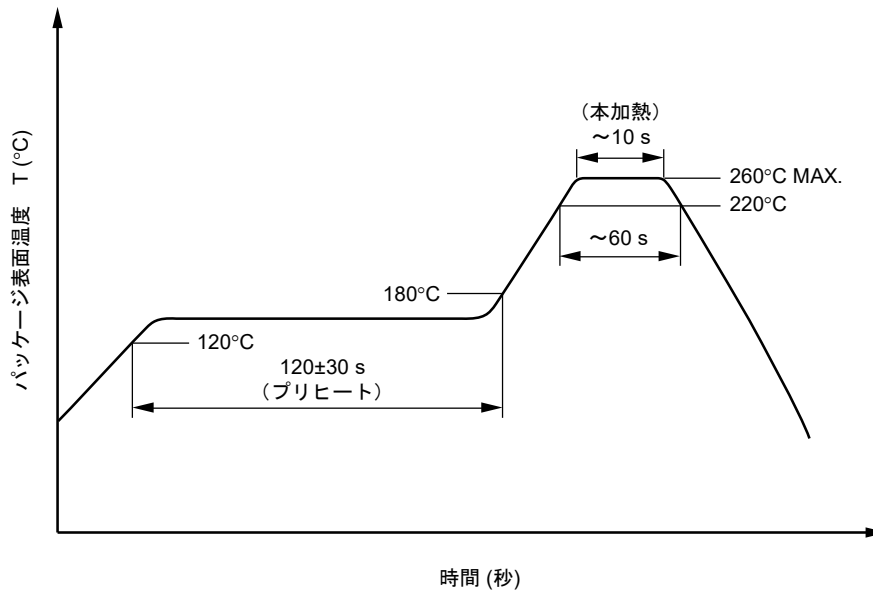 （本加熱）
～10 s
260°C MAX.
220°C
～60 s
180°C
120°C
120±30 s
（プリヒート）
パッケージ表面温度 T (°C)
時間 (秒)